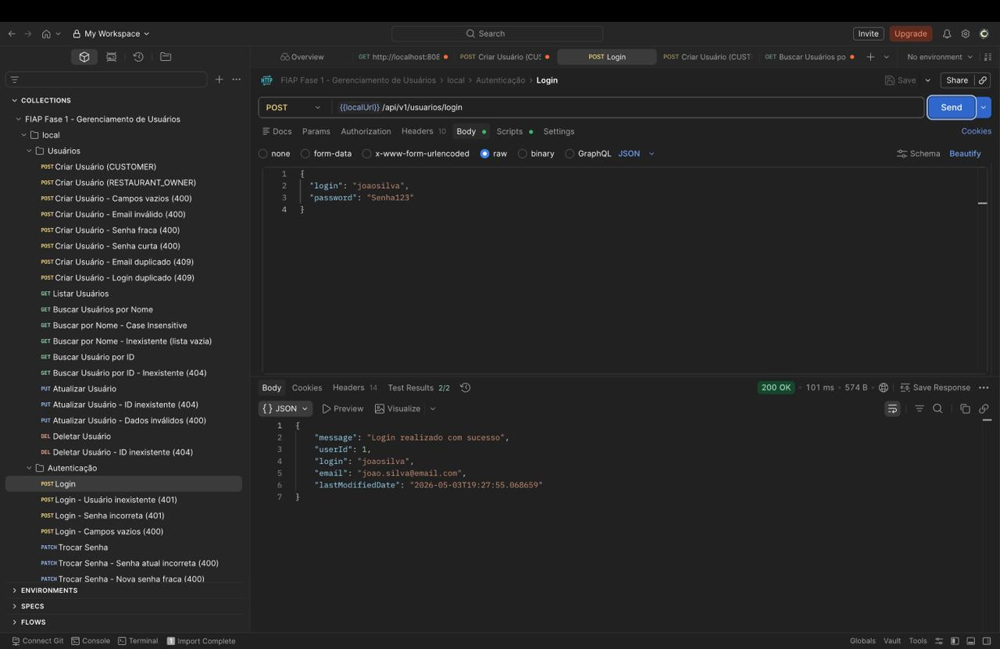 My Workspace
Search
Invite
Upgrade
Overview
GET http://localhost:808
POST Criar Usuário (CUS
POST Login
POST Criar Usuário (CUST
GET Buscar Usuários po
No environment
COLLECTIONS
FIAP Fase 1 - Gerenciamento de Usuários
local
Usuários
POST Criar Usuário (CUSTOMER)
POST Criar Usuário (RESTAURANT_OWNER)
POST Criar Usuário - Campos vazios (400)
POST Criar Usuário - Email inválido (400)
POST Criar Usuário - Senha fraca (400)
POST Criar Usuário - Senha curta (400)
POST Criar Usuário - Email duplicado (409)
POST Criar Usuário - Login duplicado (409)
GET Listar Usuários
GET Buscar Usuários por Nome
GET Buscar por Nome - Case Insensitive
GET Buscar por Nome - Inexistente (lista vazia)
GET Buscar Usuário por ID
GET Buscar Usuário por ID - Inexistente (404)
PUT Atualizar Usuário
PUT Atualizar Usuário - ID inexistente (404)
PUT Atualizar Usuário - Dados inválidos (400)
DEL Deletar Usuário
DEL Deletar Usuário - ID inexistente (404)
Autenticação
POST Login
POST Login - Usuário inexistente (401)
POST Login - Senha incorreta (401)
POST Login - Campos vazios (400)
PATCH Trocar Senha
PATCH Trocar Senha - Senha atual incorreta (400)
PATCH Trocar Senha - Nova senha fraca (400)
ENVIRONMENTS
SPECS
FLOWS
HTTP FIAP Fase 1 - Gerenciamento de Usuários > local > Autenticação > Login
Save
Share
POST
{{localUrl}} /api/v1/usuarios/login
Send
Docs
Params
Authorization
Headers 10
Body
Scripts
Settings
Cookies
none
form-data
x-www-form-urlencoded
raw
binary
GraphQL
JSON
Schema
Beautify
1 {
2 "login": "joaosilva",
3 "password": "Senha123"
4 }
Body
Cookies
Headers 14
Test Results 2/2
200 OK • 101 ms • 574 B
Save Response
{} JSON
Preview
Visualize
1 {
2 "message": "Login realizado com sucesso",
3 "userId": 1,
4 "login": "joaosilva",
5 "email": "joao.silva@email.com",
6 "lastModifiedDate": "2026-05-03T19:27:55.068659"
7 }
Connect Git
Console
Terminal
1 Import Complete
Globals
Vault
Tools